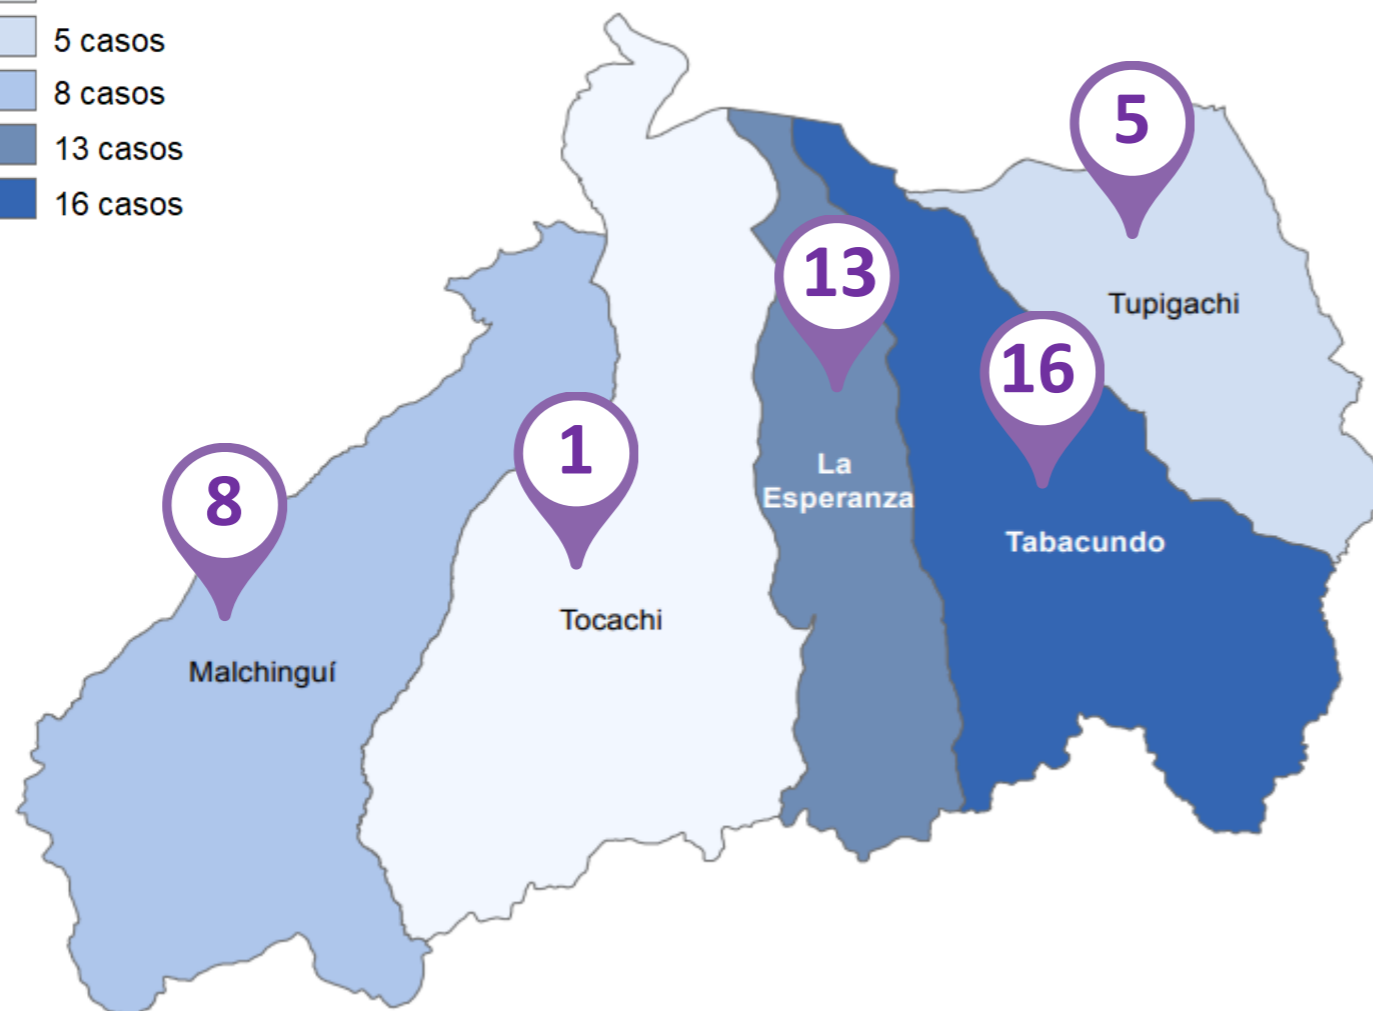 5 casos
8 casos
13 casos
16 casos
5
13
Tupigachi
16
1
La
Esperanza
8
Tabacundo
Tocachi
Malchinguí